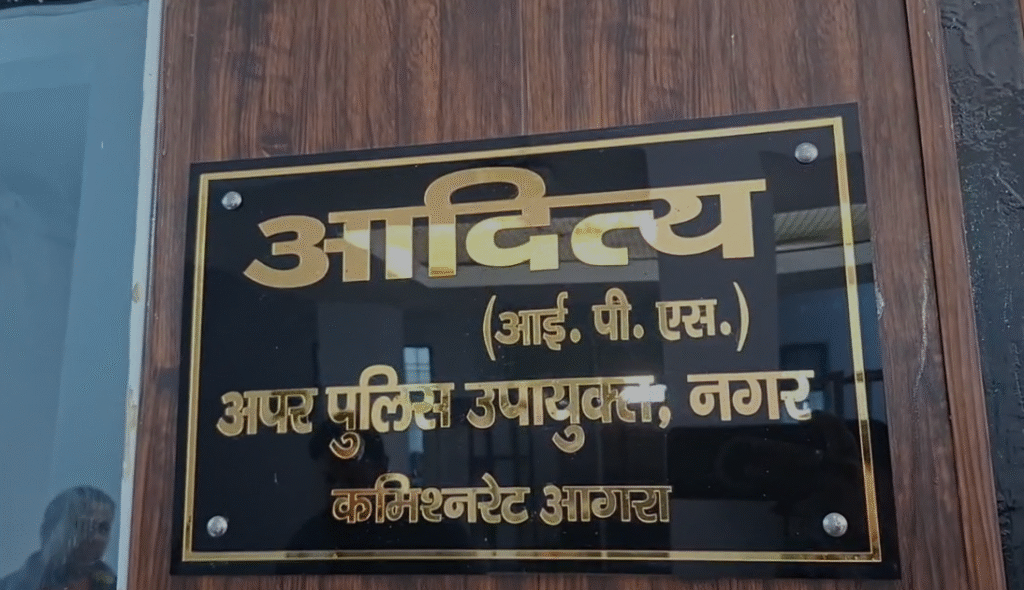 आदित्य
(आई. पी. एस.)
अपर पुलिस उपायुक्त, नगर
कमिश्नरेट आगरा